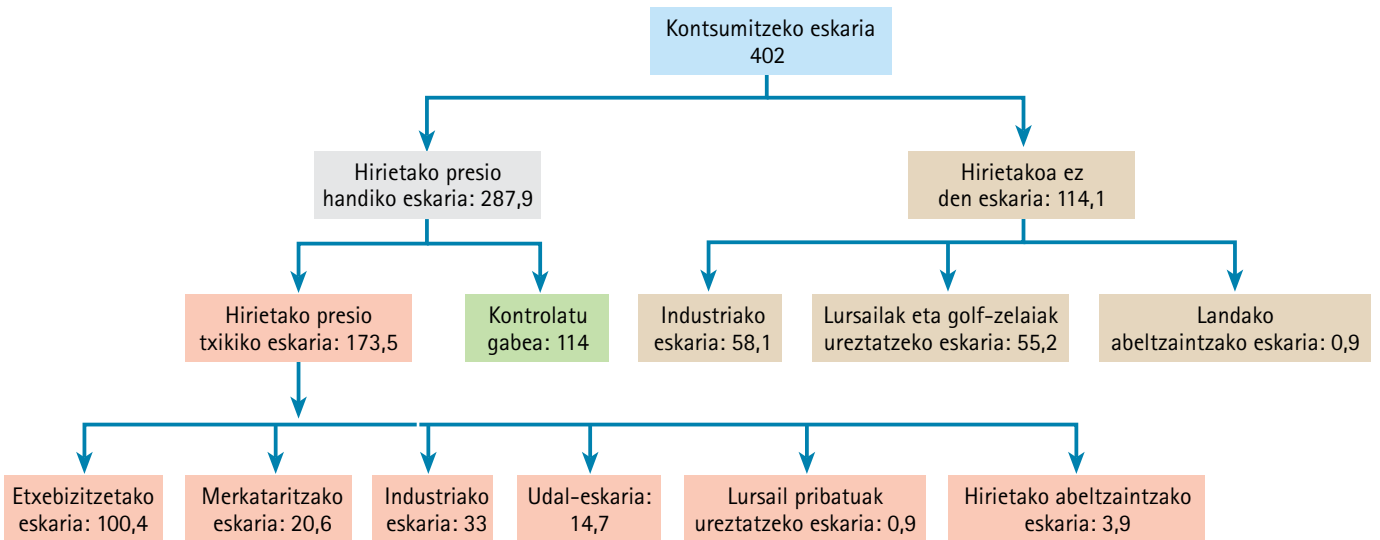 Kontsumitzeko eskaria
402
Hirietako presio
handiko eskaria: 287,9
Hirietakoa ez
den eskaria: 114,1
Hirietako presio
txikiko eskaria: 173,5
Kontrolatu
gabea: 114
Industriako
eskaria: 58,1
Lursailak eta golf-zelaiak
ureztatzeko eskaria: 55,2
Landako
abeltzaintzako eskaria: 0,9
Etxebizitzetako
eskaria: 100,4
Merkataritzako
eskaria: 20,6
Industriako
eskaria: 33
Udal-eskaria:
14,7
Lursail pribatuak
ureztatzeko eskaria: 0,9
Hirietako abeltzaintzako
eskaria: 3,9